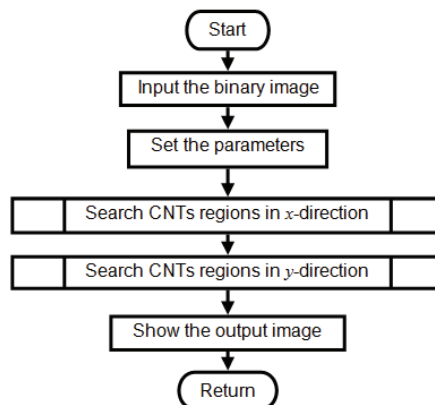 Start
Input the binary image
Set the parameters
Search CNTs regions in x-direction
Search CNTs regions in y-direction
Show the output image
Return